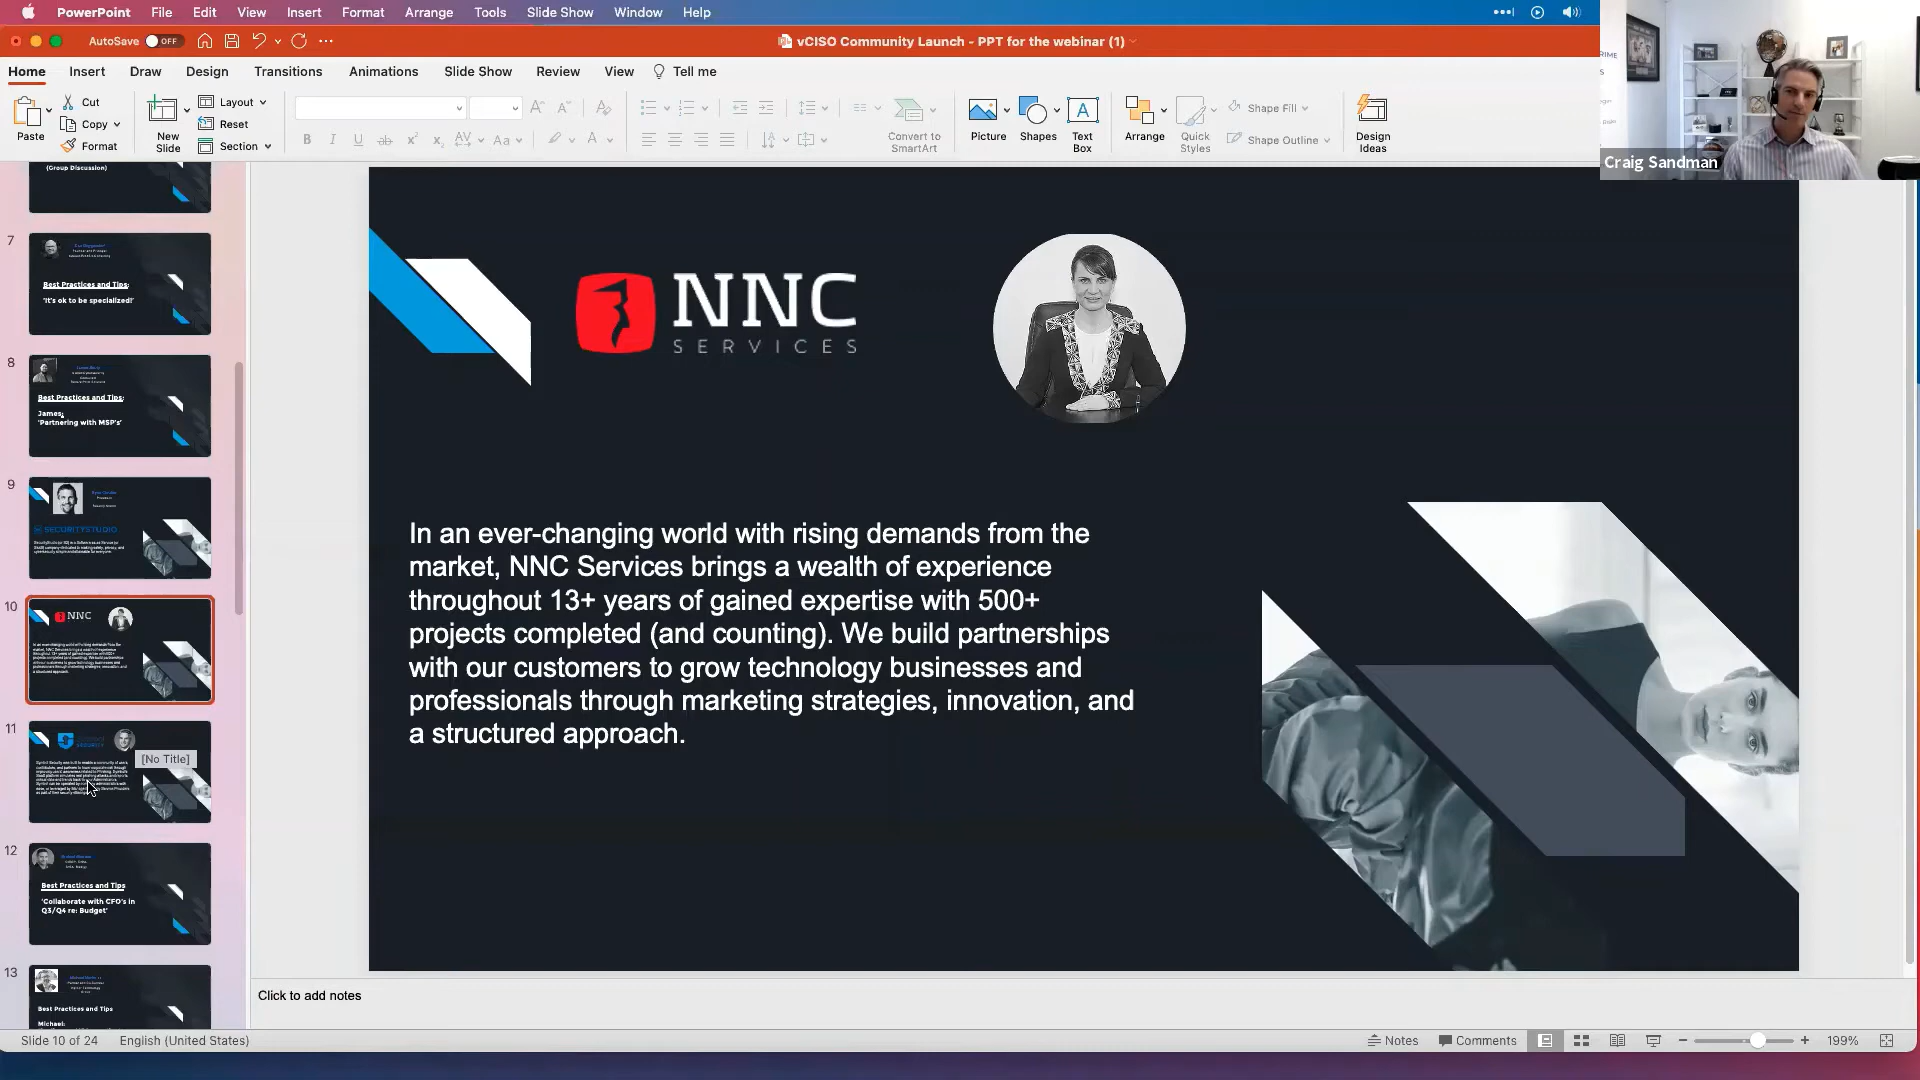 PowerPoint File Edit View Insert Format Arrange Tools Slide Show Window Help
AutoSave OFF
vCISO Community Launch - PPT for the webinar (1)
Home Insert Draw Design Transitions Animations Slide Show Review View Tell me
Paste
Cut
Copy
Format
New Slide
Layout
Reset
Section
Convert to SmartArt
Picture
Shapes
Text Box
Arrange
Quick Styles
Shape Fill
Shape Outline
Design Ideas
Craig Sandman
(Group Discussion)
7
Best Practices and Tips:
'It's ok to be specialized!'
8
Best Practices and Tips:
James:
'Partnering with MSP's'
9
SECURITYSTUDIO
10
NNC
11
[No Title]
12
Best Practices and Tips
'Collaborate with CFO's in
Q3/Q4 re: Budget'
13
Best Practices and Tips
Michael:
NNC
SERVICES
In an ever-changing world with rising demands from the
market, NNC Services brings a wealth of experience
throughout 13+ years of gained expertise with 500+
projects completed (and counting). We build partnerships
with our customers to grow technology businesses and
professionals through marketing strategies, innovation, and
a structured approach.
Click to add notes
Slide 10 of 24 English (United States) Notes Comments 199%